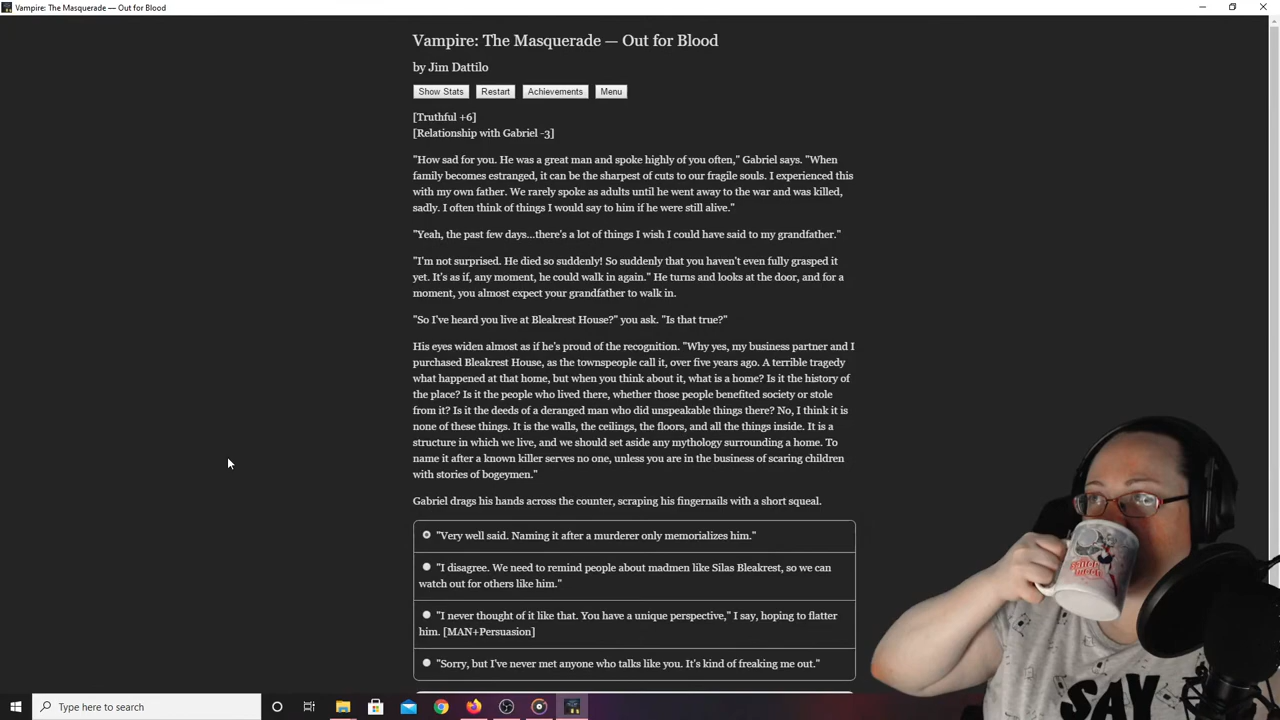 Vampire: The Masquerade — Out for Blood
Vampire: The Masquerade — Out for Blood
by Jim Dattilo
Show Stats Restart Achievements Menu
[Truthful +6]
[Relationship with Gabriel -3]
"How sad for you. He was a great man and spoke highly of you often," Gabriel says. "When
family becomes estranged, it can be the sharpest of cuts to our fragile souls. I experienced this
with my own father. We rarely spoke as adults until he went away to the war and was killed,
sadly. I often think of things I would say to him if he were still alive."
"Yeah, the past few days...there's a lot of things I wish I could have said to my grandfather."
"I'm not surprised. He died so suddenly! So suddenly that you haven't even fully grasped it
yet. It's as if, any moment, he could walk in again." He turns and looks at the door, and for a
moment, you almost expect your grandfather to walk in.
"So I've heard you live at Bleakrest House?" you ask. "Is that true?"
His eyes widen almost as if he's proud of the recognition. "Why yes, my business partner and I
purchased Bleakrest House, as the townspeople call it, over five years ago. A terrible tragedy
what happened at that home, but when you think about it, what is a home? Is it the history of
the place? Is it the people who lived there, whether those people benefited society or stole
from it? Is it the deeds of a deranged man who did unspeakable things there? No, I think it is
none of these things. It is the walls, the ceilings, the floors, and all the things inside. It is a
structure in which we live, and we should set aside any mythology surrounding a home. To
name it after a known killer serves no one, unless you are in the business of scaring children
with stories of bogeymen."
Gabriel drags his hands across the counter, scraping his fingernails with a short squeal.
"Very well said. Naming it after a murderer only memorializes him."
"I disagree. We need to remind people about madmen like Silas Bleakrest, so we can
watch out for others like him."
"I never thought of it like that. You have a unique perspective," I say, hoping to flatter
him. [MAN+Persuasion]
"Sorry, but I've never met anyone who talks like you. It's kind of freaking me out."
SAY
Type here to search